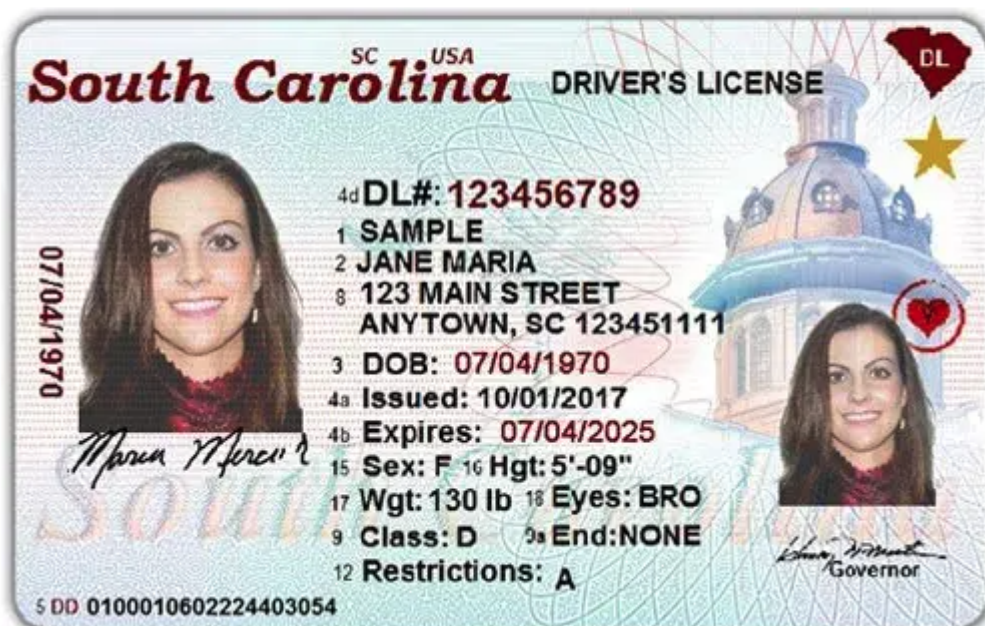 SC USA
South Carolina DRIVER'S LICENSE
DL
4d DL#: 123456789
1 SAMPLE
2 JANE MARIA
8 123 MAIN STREET
ANYTOWN, SC 123451111
07/04/1970
3 DOB: 07/04/1970
4a Issued: 10/01/2017
4b Expires: 07/04/2025
15 Sex: F 16 Hgt: 5'-09"
17 Wgt: 130 lb 18 Eyes: BRO
9 Class: D 9a End:NONE
12 Restrictions: A
Governor
5 DD 0100010602224403054
South Carolina